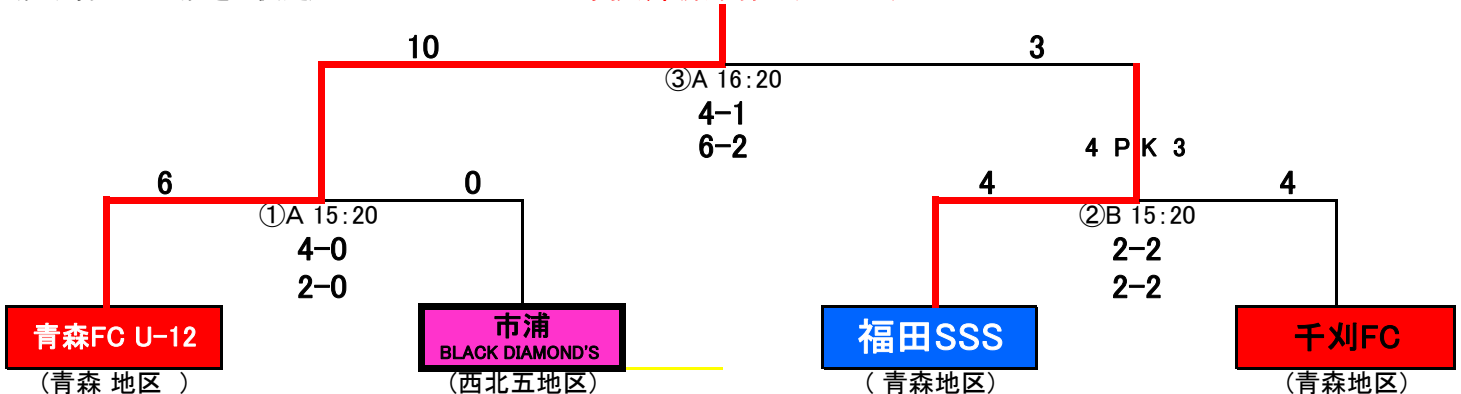 10 3
③A 16:20
4-1
6-2
4 PK 3
6 0 4 4
①A 15:20 ②B 15:20
4-0 2-2
2-0 2-2
青森FC U-12 市浦 BLACK DIAMOND'S 福田SSS 千刈FC
(青森 地区 ) (西北五地区) ( 青森地区) (青森地区)